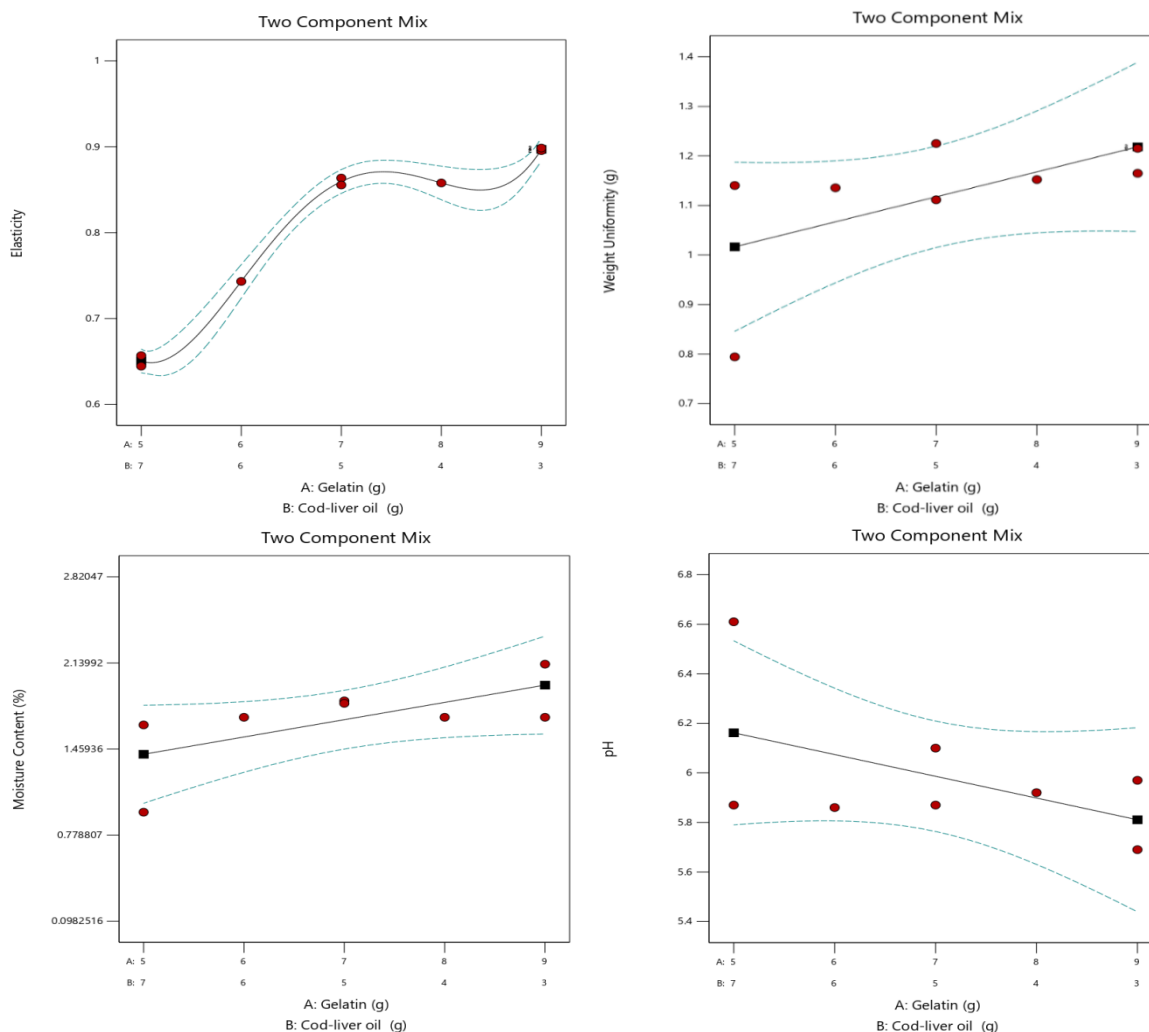 Two Component Mix
1
0.9
0.8
0.7
0.6
Elasticity
A: 5 6 7 8 9
B: 7 6 5 4 3
A: Gelatin (g)
B: Cod-liver oil (g)
Two Component Mix
1.4
1.3
1.2
1.1
1
0.9
0.8
0.7
Weight Uniformity (g)
A: 5 6 7 8 9
B: 7 6 5 4 3
A: Gelatin (g)
B: Cod-liver oil (g)
Two Component Mix
2.82047
2.13992
1.45936
0.778807
0.0982516
Moisture Content (%)
A: 5 6 7 8 9
B: 7 6 5 4 3
A: Gelatin (g)
B: Cod-liver oil (g)
Two Component Mix
6.8
6.6
6.4
6.2
6
5.8
5.6
5.4
pH
A: 5 6 7 8 9
B: 7 6 5 4 3
A: Gelatin (g)
B: Cod-liver oil (g)